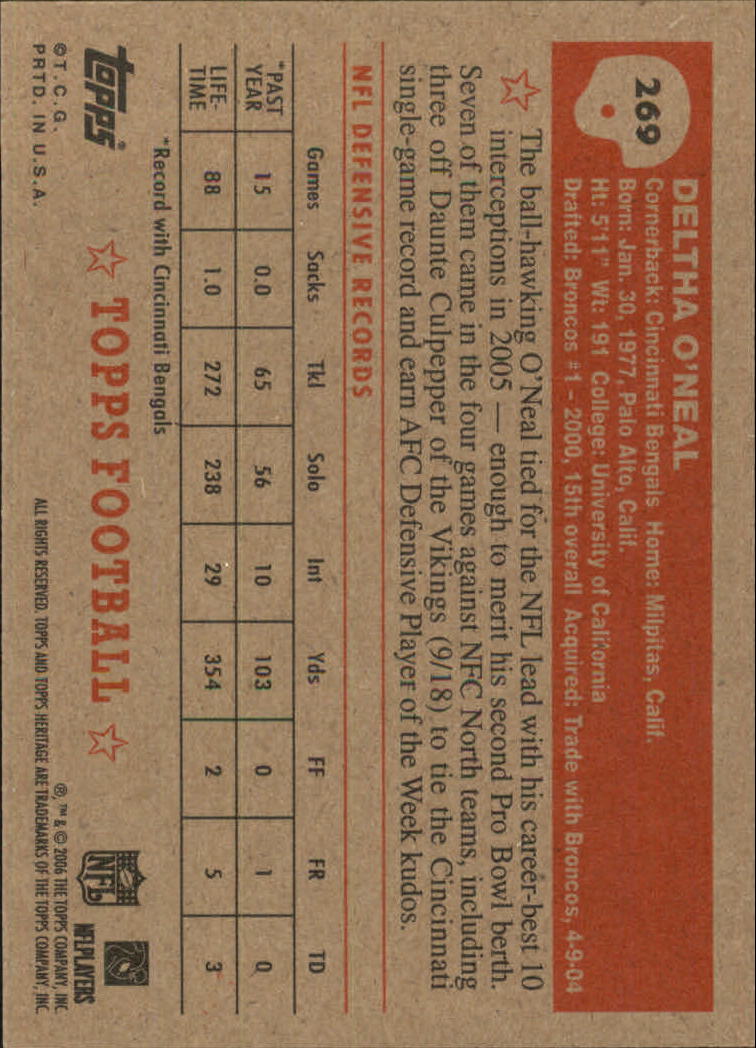 269
DELTHA O'NEAL
Cornerback: Cincinnati Bengals Home: Milpitas, Calif.
Born: Jan. 30, 1977, Palo Alto, Calif.
Ht: 5'11" Wt: 191 College: University of California
Drafted: Broncos #1 – 2000, 15th overall Acquired: Trade with Broncos, 4-9-04
The ball-hawking O'Neal tied for the NFL lead with his career-best 10
interceptions in 2005 — enough to merit his second Pro Bowl berth.
Seven of them came in the four games against NFC North teams, including
three off Daunte Culpepper of the Vikings (9/18) to tie the Cincinnati
single-game record and earn AFC Defensive Player of the Week kudos.
NFL DEFENSIVE RECORDS
Games Sacks Tkl Solo Int Yds FF FR TD
*PAST YEAR 15 0.0 65 56 10 103 0 1 0
LIFE-TIME 88 1.0 272 238 29 354 2 5 3
*Record with Cincinnati Bengals
topps®
TOPPS FOOTBALL
NFL
NFLPLAYERS
©T.C.G.
PRTD. IN U.S.A.
®, ™ & © 2006 THE TOPPS COMPANY, INC.
ALL RIGHTS RESERVED. TOPPS AND TOPPS HERITAGE ARE TRADEMARKS OF THE TOPPS COMPANY, INC.